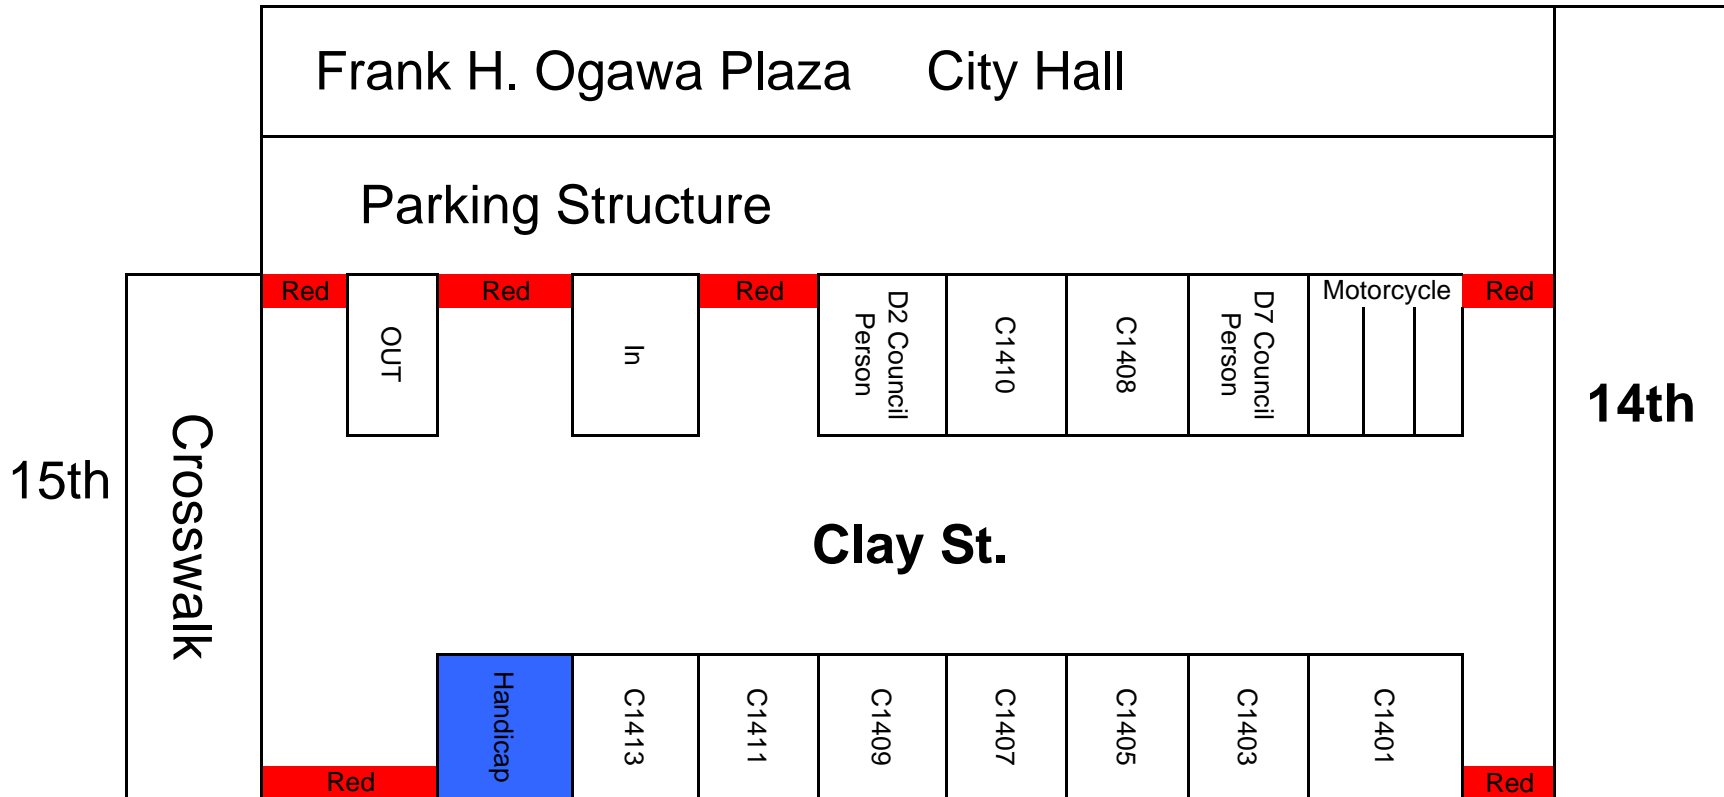 Frank H. Ogawa Plaza City Hall
Parking Structure
Red
Red
Red
Motorcycle
Red
OUT
In
D2 Council
Person
C1410
C1408
D7 Council
Person
14th
15th
Crosswalk
Clay St.
Handicap
C1413
C1411
C1409
C1407
C1405
C1403
C1401
Red
Red